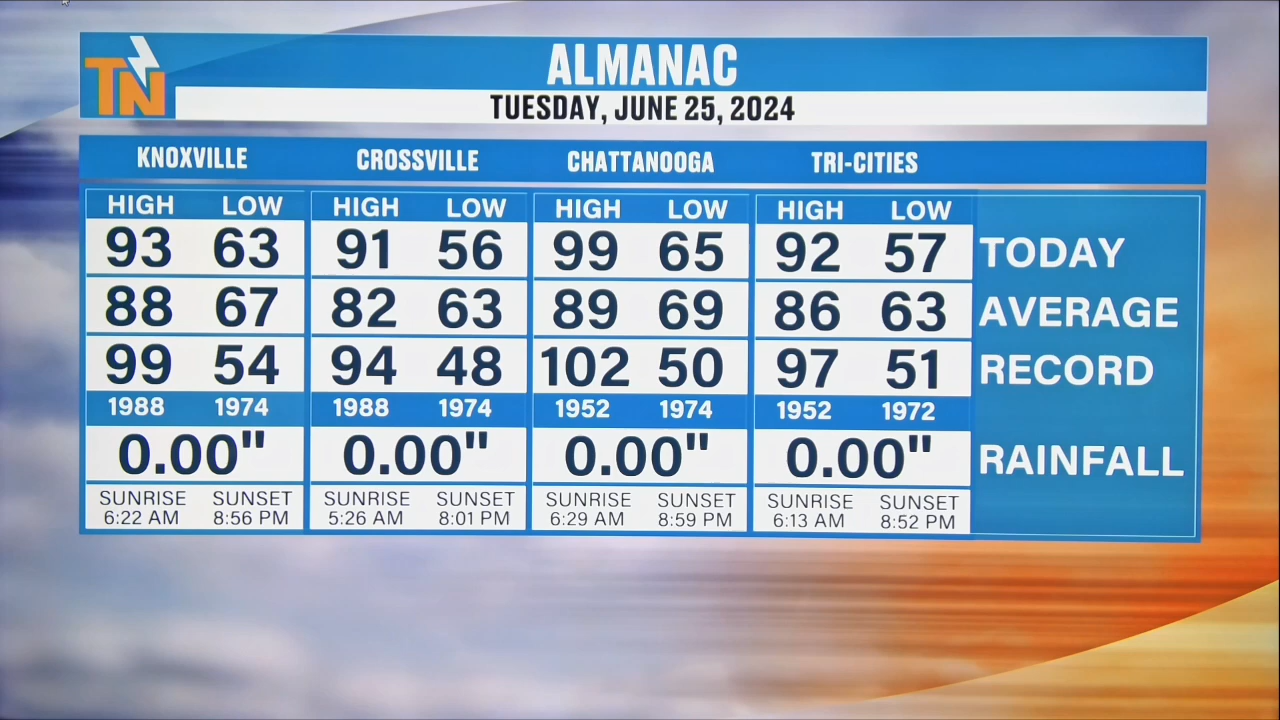 TN
ALMANAC
TUESDAY, JUNE 25, 2024
KNOXVILLE CROSSVILLE CHATTANOOGA TRI-CITIES
HIGH LOW HIGH LOW HIGH LOW HIGH LOW
93 63 91 56 99 65 92 57 TODAY
88 67 82 63 89 69 86 63 AVERAGE
99 54 94 48 102 50 97 51 RECORD
1988 1974 1988 1974 1952 1974 1952 1972
0.00" 0.00" 0.00" 0.00" RAINFALL
SUNRISE SUNSET SUNRISE SUNSET SUNRISE SUNSET SUNRISE SUNSET
6:22 AM 8:56 PM 5:26 AM 8:01 PM 6:29 AM 8:59 PM 6:13 AM 8:52 PM